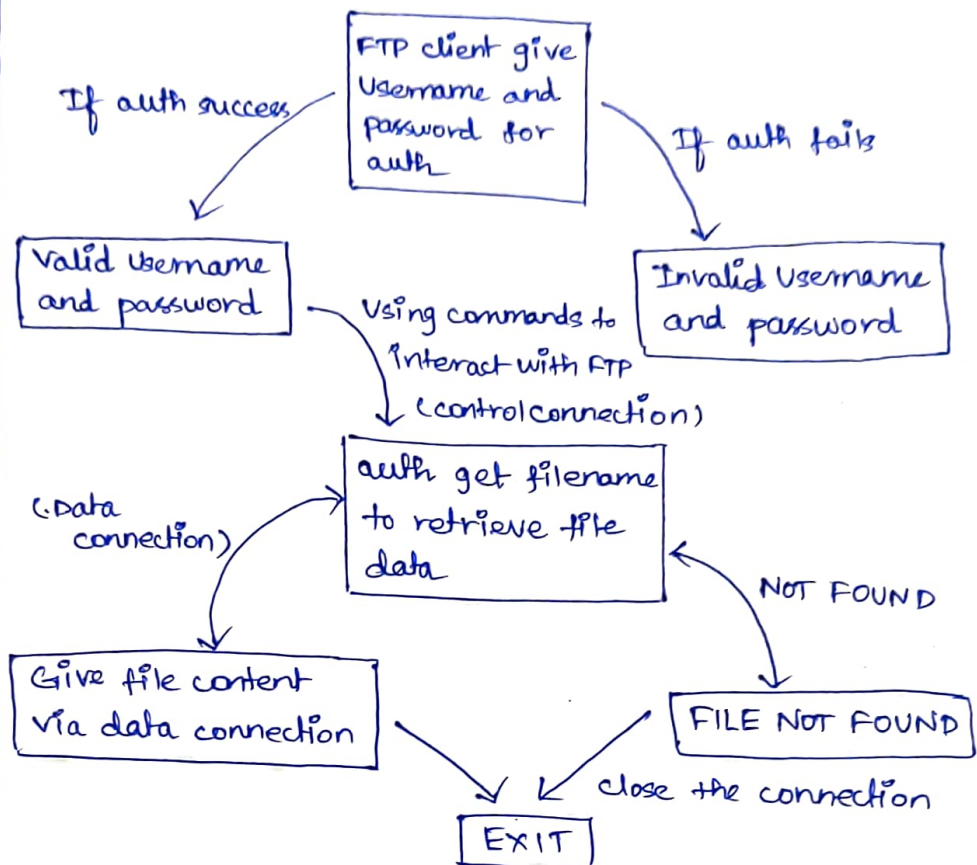 FTP client give
Username and
password for
auth
If auth success
If auth fails
Valid Username
and password
Invalid Username
and password
Using commands to
interact with FTP
(control connection)
auth get filename
to retrieve file
data
(Data
connection)
NOT FOUND
Give file content
via data connection
FILE NOT FOUND
close the connection
EXIT